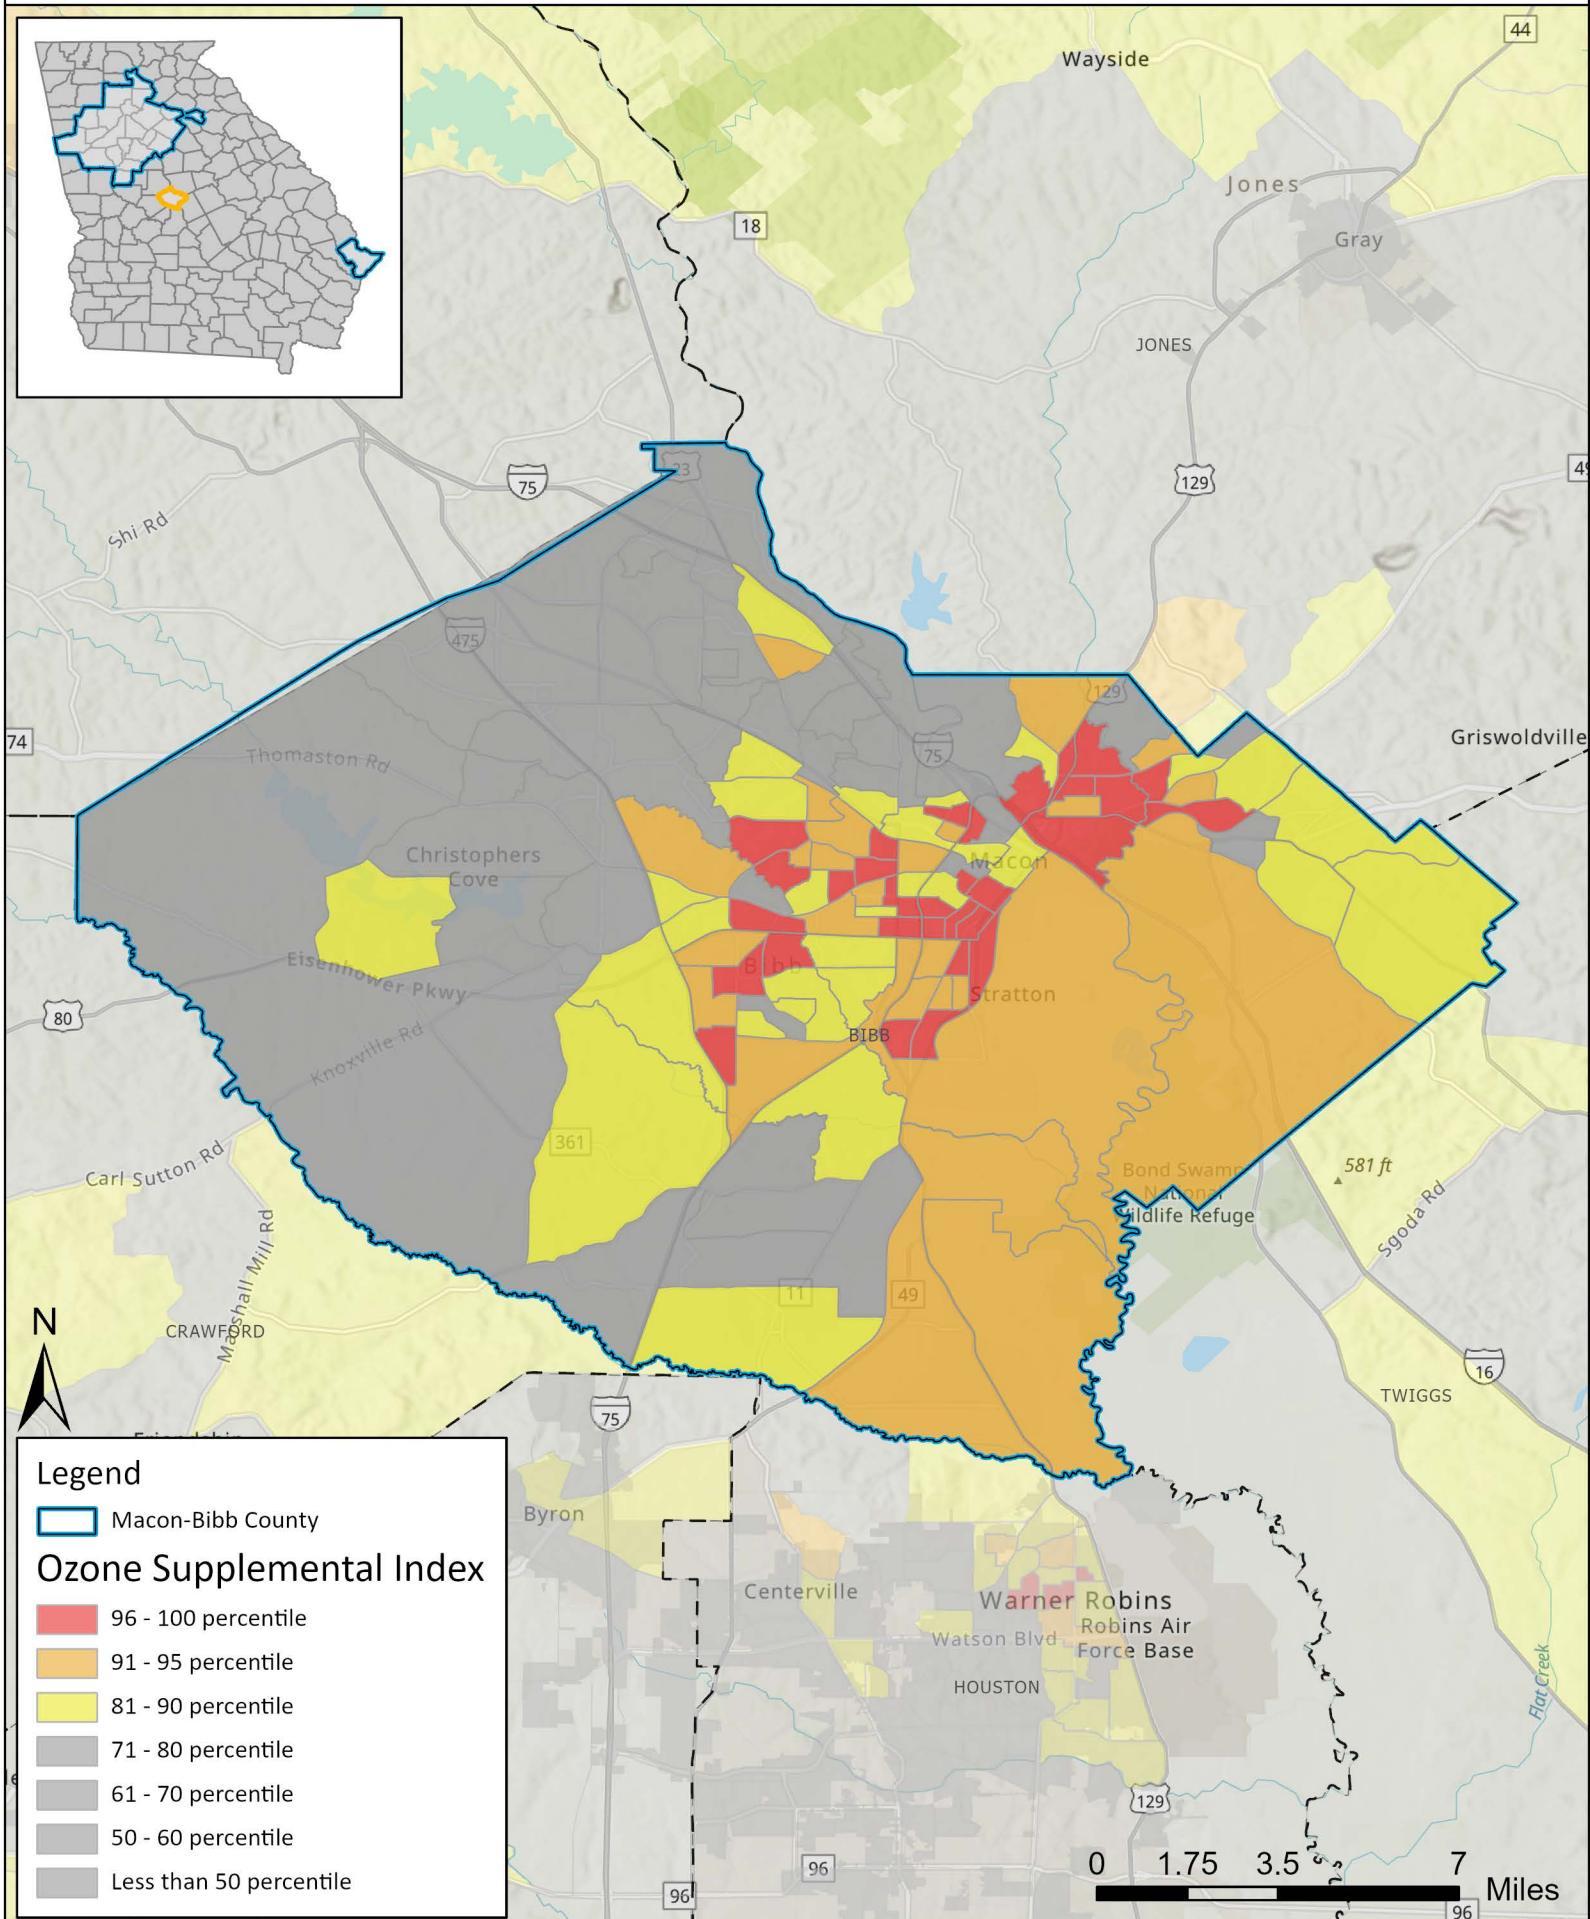 44
Wayside
Jones
18
Gray
JONES
23
75
129
49
Shi Rd
475
129
74
Griswoldville
Thomaston Rd
75
Christophers
Cove
Macon
Eisenhower Pkwy
Bibb
Stratton
80
BIBB
Knoxville Rd
361
Carl Sutton Rd
581 ft
Bond Swamp
National
Wildlife Refuge
Sgoda Rd
Marshall Mill Rd
11
49
N
CRAWFORD
16
TWIGGS
75
Legend
Macon-Bibb County
Ozone Supplemental Index
96 - 100 percentile
91 - 95 percentile
81 - 90 percentile
71 - 80 percentile
61 - 70 percentile
50 - 60 percentile
Less than 50 percentile
Byron
Centerville
Warner Robins
Robins Air
Force Base
Watson Blvd
HOUSTON
Flat Creek
129
96
96
96
0 1.75 3.5 7
Miles